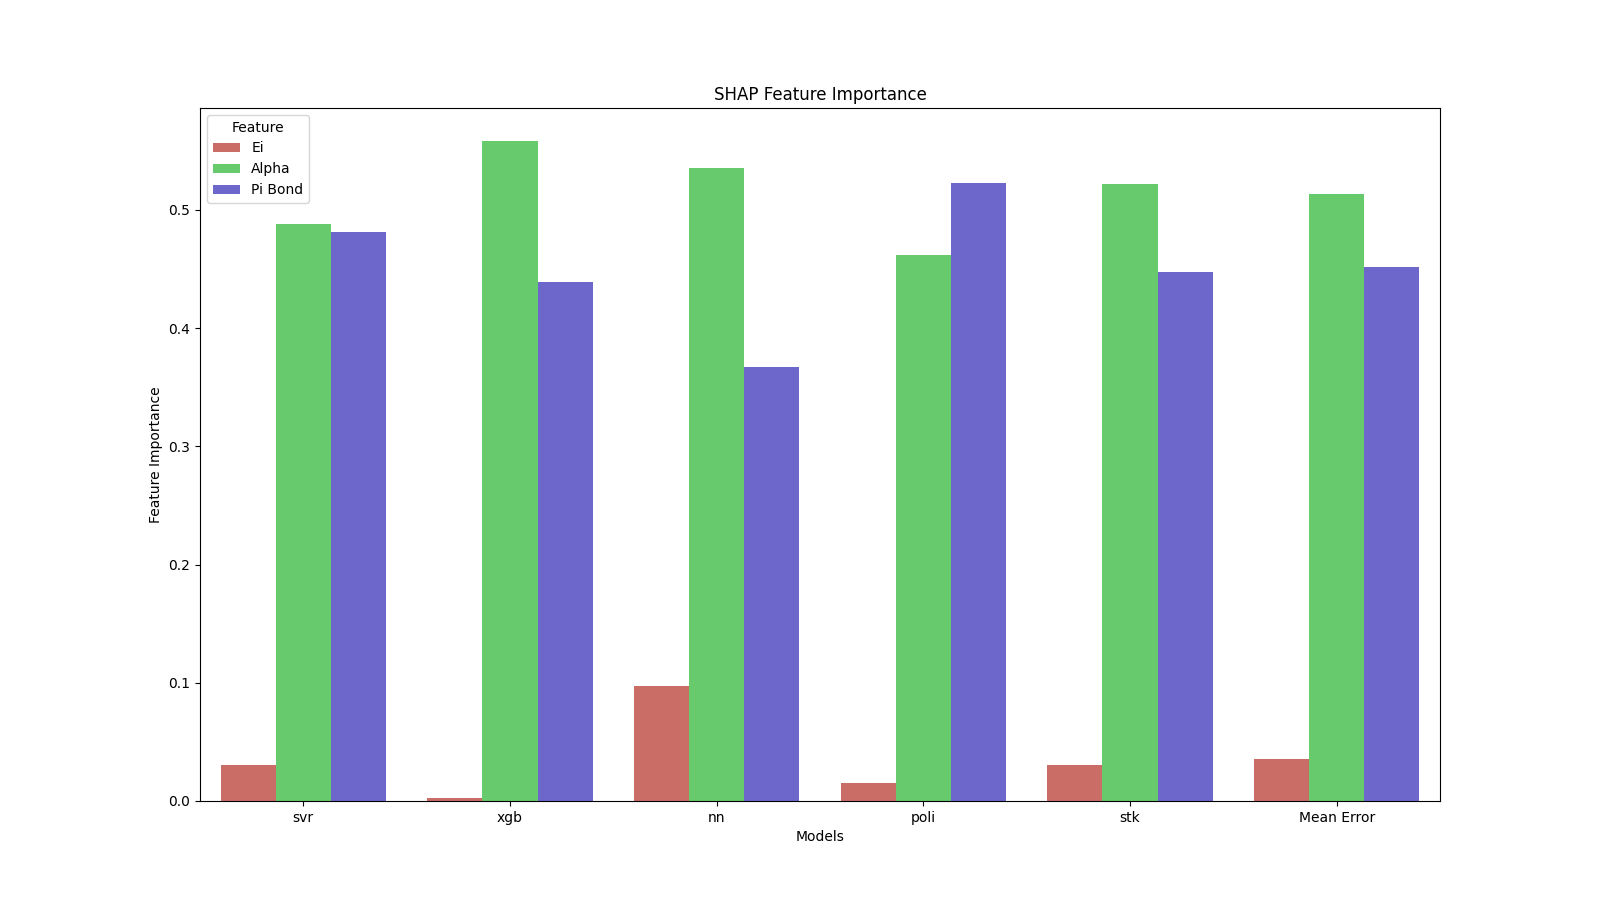 SHAP Feature Importance
Feature
Ei
Alpha
Pi Bond
Feature Importance
0.5
0.4
0.3
0.2
0.1
0.0
svr xgb nn poli stk Mean Error
Models